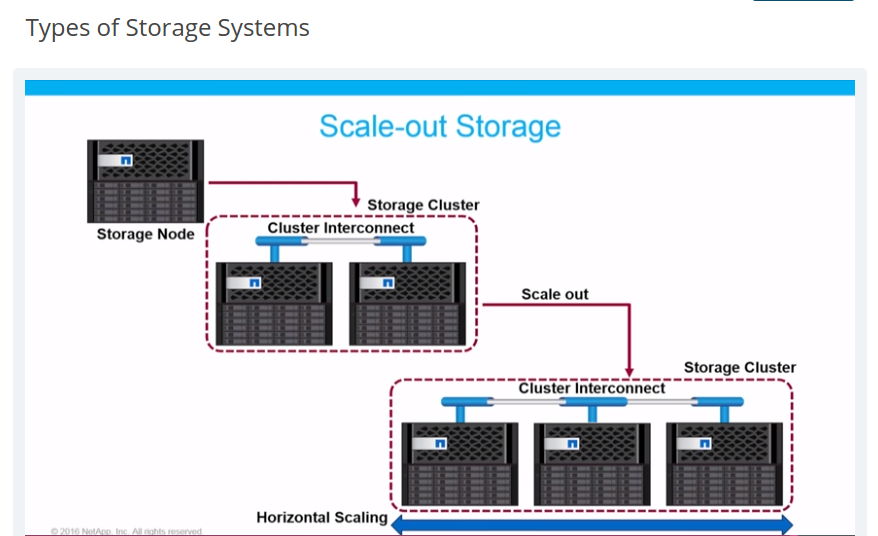 Types of Storage Systems
Scale-out Storage
Storage Node
Storage Cluster
Cluster Interconnect
Scale out
Storage Cluster
Cluster Interconnect
Horizontal Scaling
© 2016 NetApp, Inc. All rights reserved